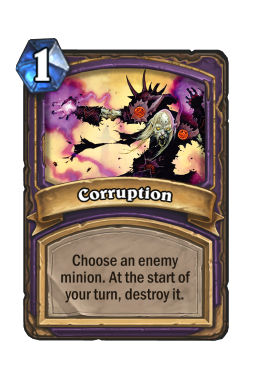 1
Corruption
Choose an enemy
minion. At the start of
your turn, destroy it.